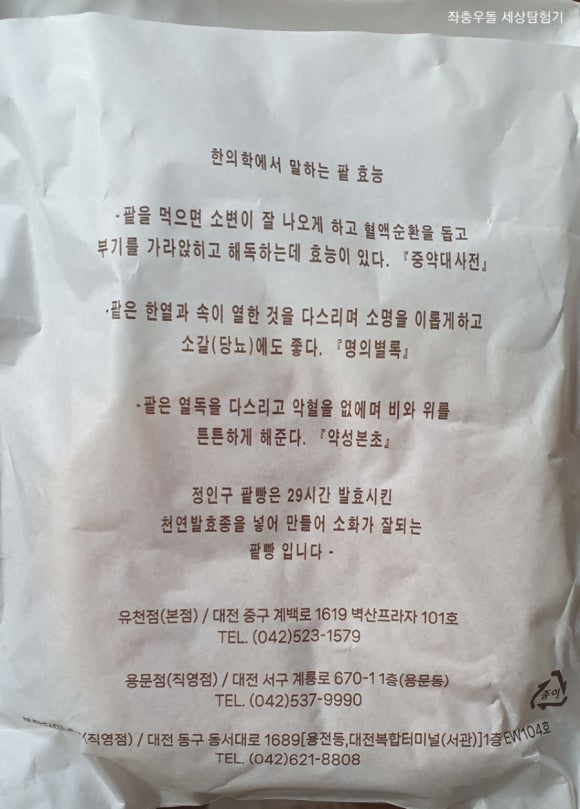 좌충우돌 세상탐험기
한의학에서 말하는 팥 효능
-팥을 먹으면 소변이 잘 나오게 하고 혈액순환을 돕고
부기를 가라앉히고 해독하는데 효능이 있다. 『중약대사전』
-팥은 한열과 속이 열한 것을 다스리며 소명을 이롭게하고
소갈(당뇨)에도 좋다. 『명의별록』
-팥은 열독을 다스리고 악혈을 없에며 비와 위를
튼튼하게 해준다. 『약성본초』
정인구 팥빵은 29시간 발효시킨
천연발효종을 넣어 만들어 소화가 잘되는
팥빵 입니다 -
유천점(본점) / 대전 중구 계백로 1619 벽산프라자 101호
TEL. (042)523-1579
용문점(직영점) / 대전 서구 계룡로 670-1 1층(용문동)
TEL. (042)537-9990
종이
(직영점) / 대전 동구 동서대로 1689[용전동,대전복합터미널(서관)]1층 EW104호
TEL. (042)621-8808